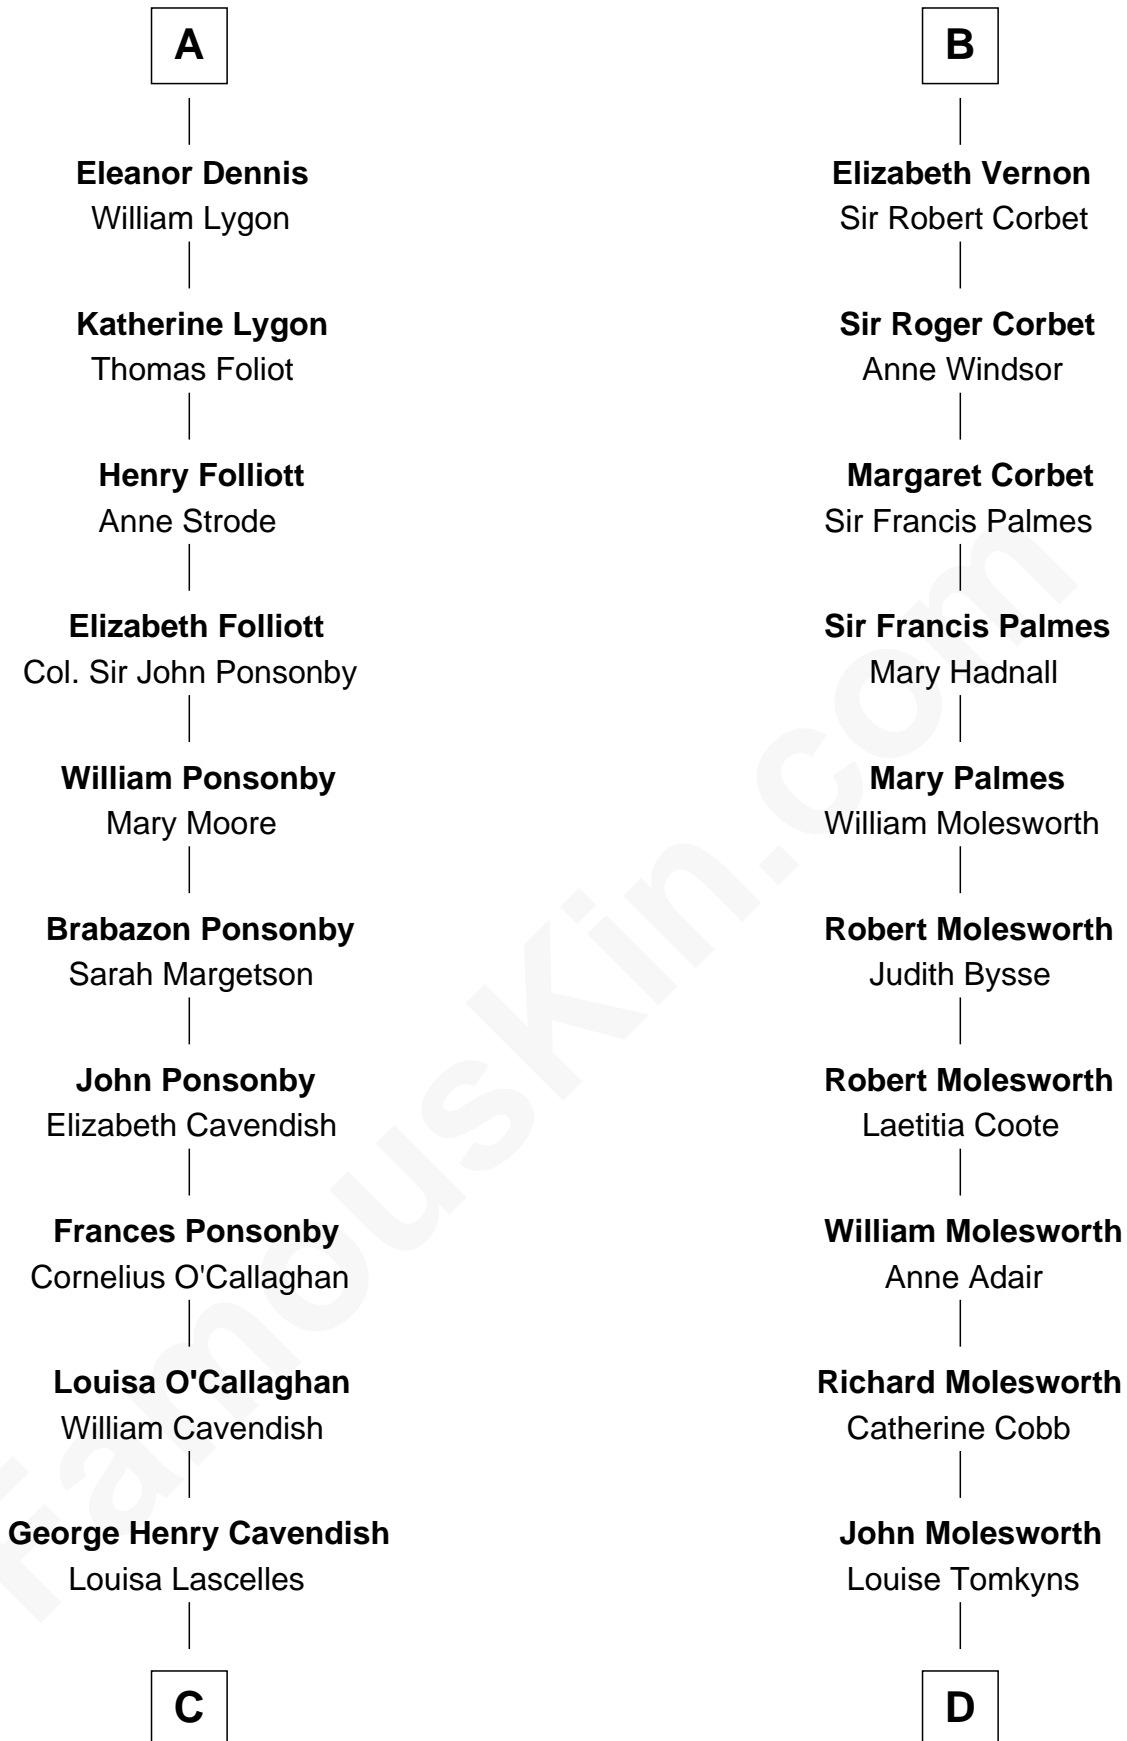 A
Eleanor Dennis
William Lygon
Katherine Lygon
Thomas Foliot
Henry Folliott
Anne Strode
Elizabeth Folliott
Col. Sir John Ponsonby
William Ponsonby
Mary Moore
Brabazon Ponsonby
Sarah Margetson
John Ponsonby
Elizabeth Cavendish
Frances Ponsonby
Cornelius O'Callaghan
Louisa O'Callaghan
William Cavendish
George Henry Cavendish
Louisa Lascelles
C
B
Elizabeth Vernon
Sir Robert Corbet
Sir Roger Corbet
Anne Windsor
Margaret Corbet
Sir Francis Palmes
Sir Francis Palmes
Mary Hadnall
Mary Palmes
William Molesworth
Robert Molesworth
Judith Bysse
Robert Molesworth
Laetitia Coote
William Molesworth
Anne Adair
Richard Molesworth
Catherine Cobb
John Molesworth
Louise Tomkyns
D
FamousKin.com